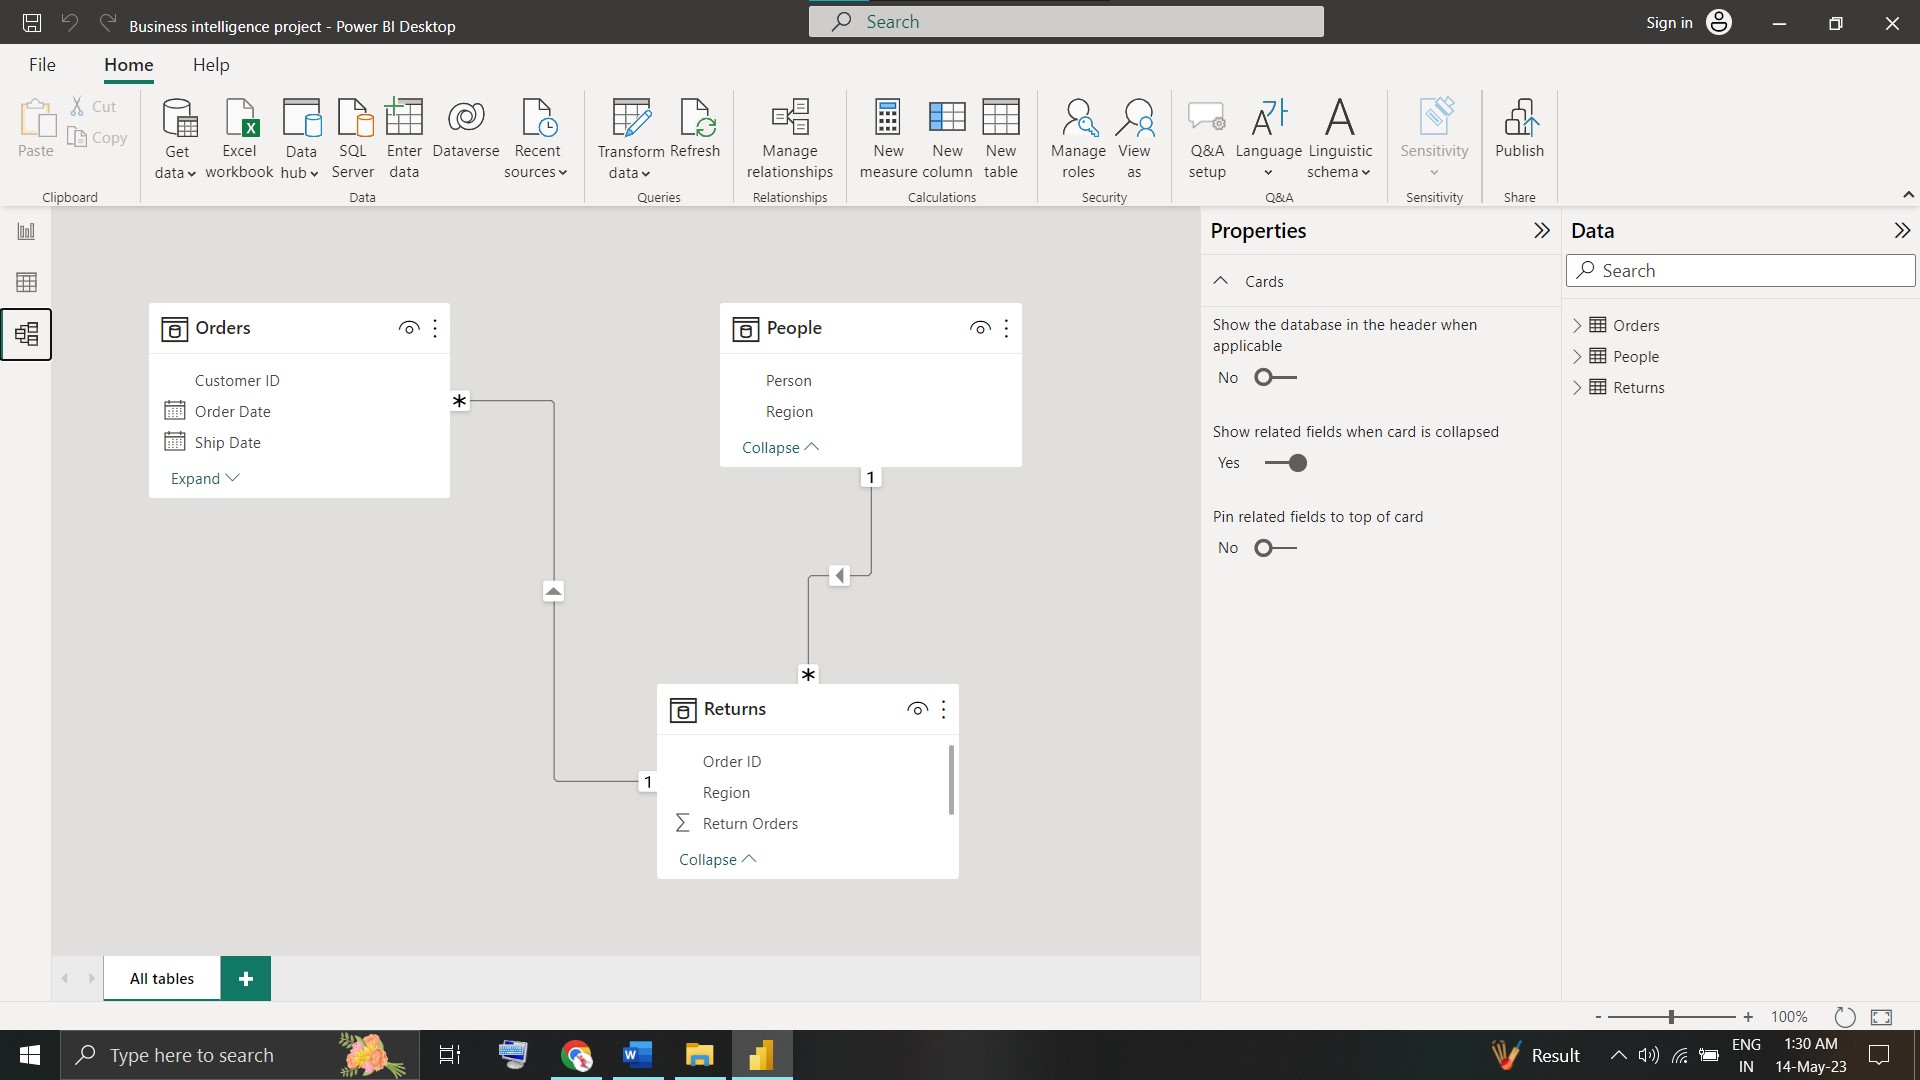 Business intelligence project - Power BI Desktop
Search
Sign in
File
Home
Help
Paste
Cut
Copy
Clipboard
Get
data
Excel
workbook
Data
hub
SQL
Server
Enter
data
Dataverse
Recent
sources
Data
Transform
data
Refresh
Queries
Manage
relationships
Relationships
New
measure
New
column
New
table
Calculations
Manage
roles
View
as
Security
Q&A
setup
Language
Linguistic
schema
Q&A
Sensitivity
Sensitivity
Publish
Share
Orders
Customer ID
Order Date
Ship Date
Expand
*
People
Person
Region
Collapse
1
*
Returns
Order ID
Region
Return Orders
Collapse
1
Properties
Cards
Show the database in the header when
applicable
No
Show related fields when card is collapsed
Yes
Pin related fields to top of card
No
Data
Search
Orders
People
Returns
All tables
+
- + 100%
Type here to search
Result
ENG
IN
1:30 AM
14-May-23